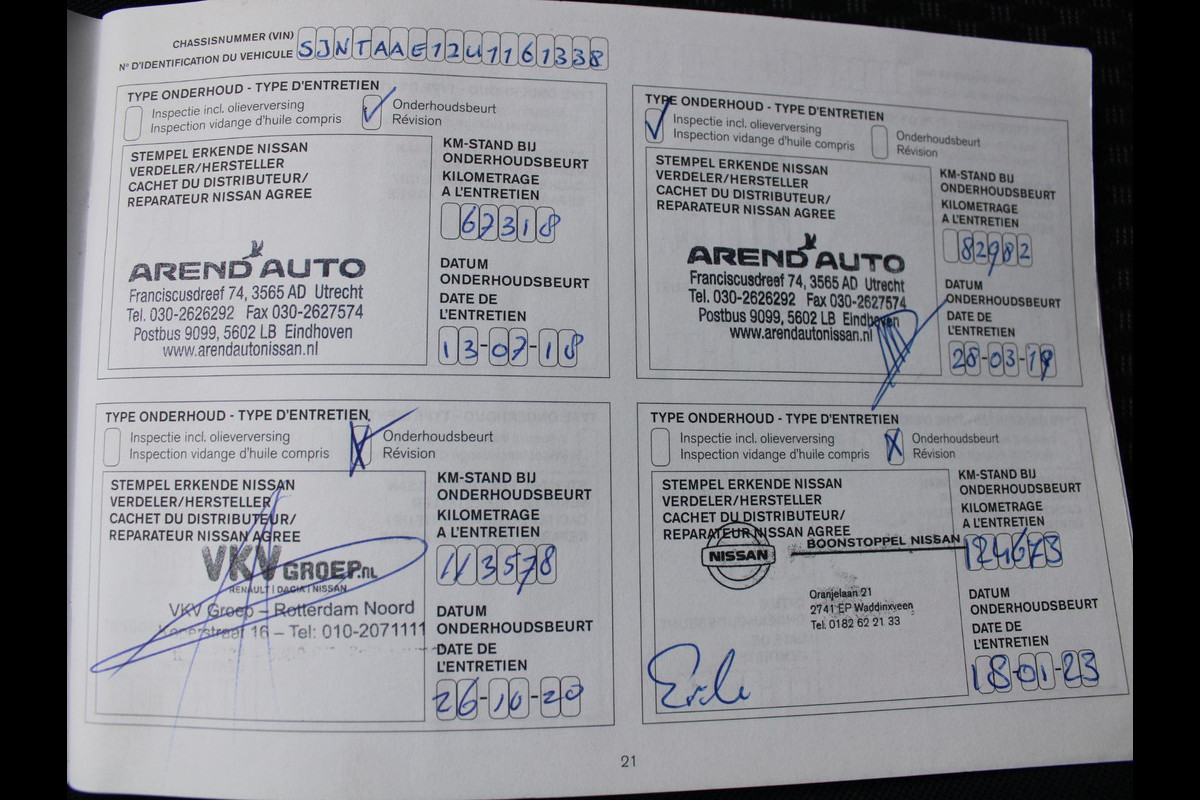 CHASSISNUMMER (VIN)
N° D'IDENTIFICATION DU VEHICULE SJNTAAE12U1161338
TYPE ONDERHOUD - TYPE D'ENTRETIEN
Inspectie incl. olieverversing
Inspection vidange d'huile compris
Onderhoudsbeurt
Révision
STEMPEL ERKENDE NISSAN
VERDELER/HERSTELLER
CACHET DU DISTRIBUTEUR/
REPARATEUR NISSAN AGREE
AREND AUTO
Franciscusdreef 74, 3565 AD Utrecht
Tel. 030-2626292 Fax 030-2627574
Postbus 9099, 5602 LB Eindhoven
www.arendautonissan.nl
KM-STAND BIJ
ONDERHOUDSBEURT
KILOMETRAGE
A L'ENTRETIEN
67318
DATUM
ONDERHOUDSBEURT
DATE DE
L'ENTRETIEN
13-07-18
TYPE ONDERHOUD - TYPE D'ENTRETIEN
Inspectie incl. olieverversing
Inspection vidange d'huile compris
Onderhoudsbeurt
Révision
STEMPEL ERKENDE NISSAN
VERDELER/HERSTELLER
CACHET DU DISTRIBUTEUR/
REPARATEUR NISSAN AGREE
AREND AUTO
Franciscusdreef 74, 3565 AD Utrecht
Tel. 030-2626292 Fax 030-2627574
Postbus 9099, 5602 LB Eindhoven
www.arendautonissan.nl
KM-STAND BIJ
ONDERHOUDSBEURT
KILOMETRAGE
A L'ENTRETIEN
82982
DATUM
ONDERHOUDSBEURT
DATE DE
L'ENTRETIEN
28-03-19
TYPE ONDERHOUD - TYPE D'ENTRETIEN
Inspectie incl. olieverversing
Inspection vidange d'huile compris
Onderhoudsbeurt
Révision
STEMPEL ERKENDE NISSAN
VERDELER/HERSTELLER
CACHET DU DISTRIBUTEUR/
REPARATEUR NISSAN AGREE
VKV GROEP.NL
RENAULT | DACIA | NISSAN
VKV Groep – Rotterdam Noord
16 – Tel: 010-2071111
KM-STAND BIJ
ONDERHOUDSBEURT
KILOMETRAGE
A L'ENTRETIEN
113578
DATUM
ONDERHOUDSBEURT
DATE DE
L'ENTRETIEN
26-10-20
TYPE ONDERHOUD - TYPE D'ENTRETIEN
Inspectie incl. olieverversing
Inspection vidange d'huile compris
Onderhoudsbeurt
Révision
STEMPEL ERKENDE NISSAN
VERDELER/HERSTELLER
CACHET DU DISTRIBUTEUR/
REPARATEUR NISSAN AGREE
NISSAN
BOONSTOPPEL NISSAN
Oranjelaan 21
2741 EP Waddinxveen
Tel. 0182 62 21 33
KM-STAND BIJ
ONDERHOUDSBEURT
KILOMETRAGE
A L'ENTRETIEN
124673
DATUM
ONDERHOUDSBEURT
DATE DE
L'ENTRETIEN
18-01-23
21